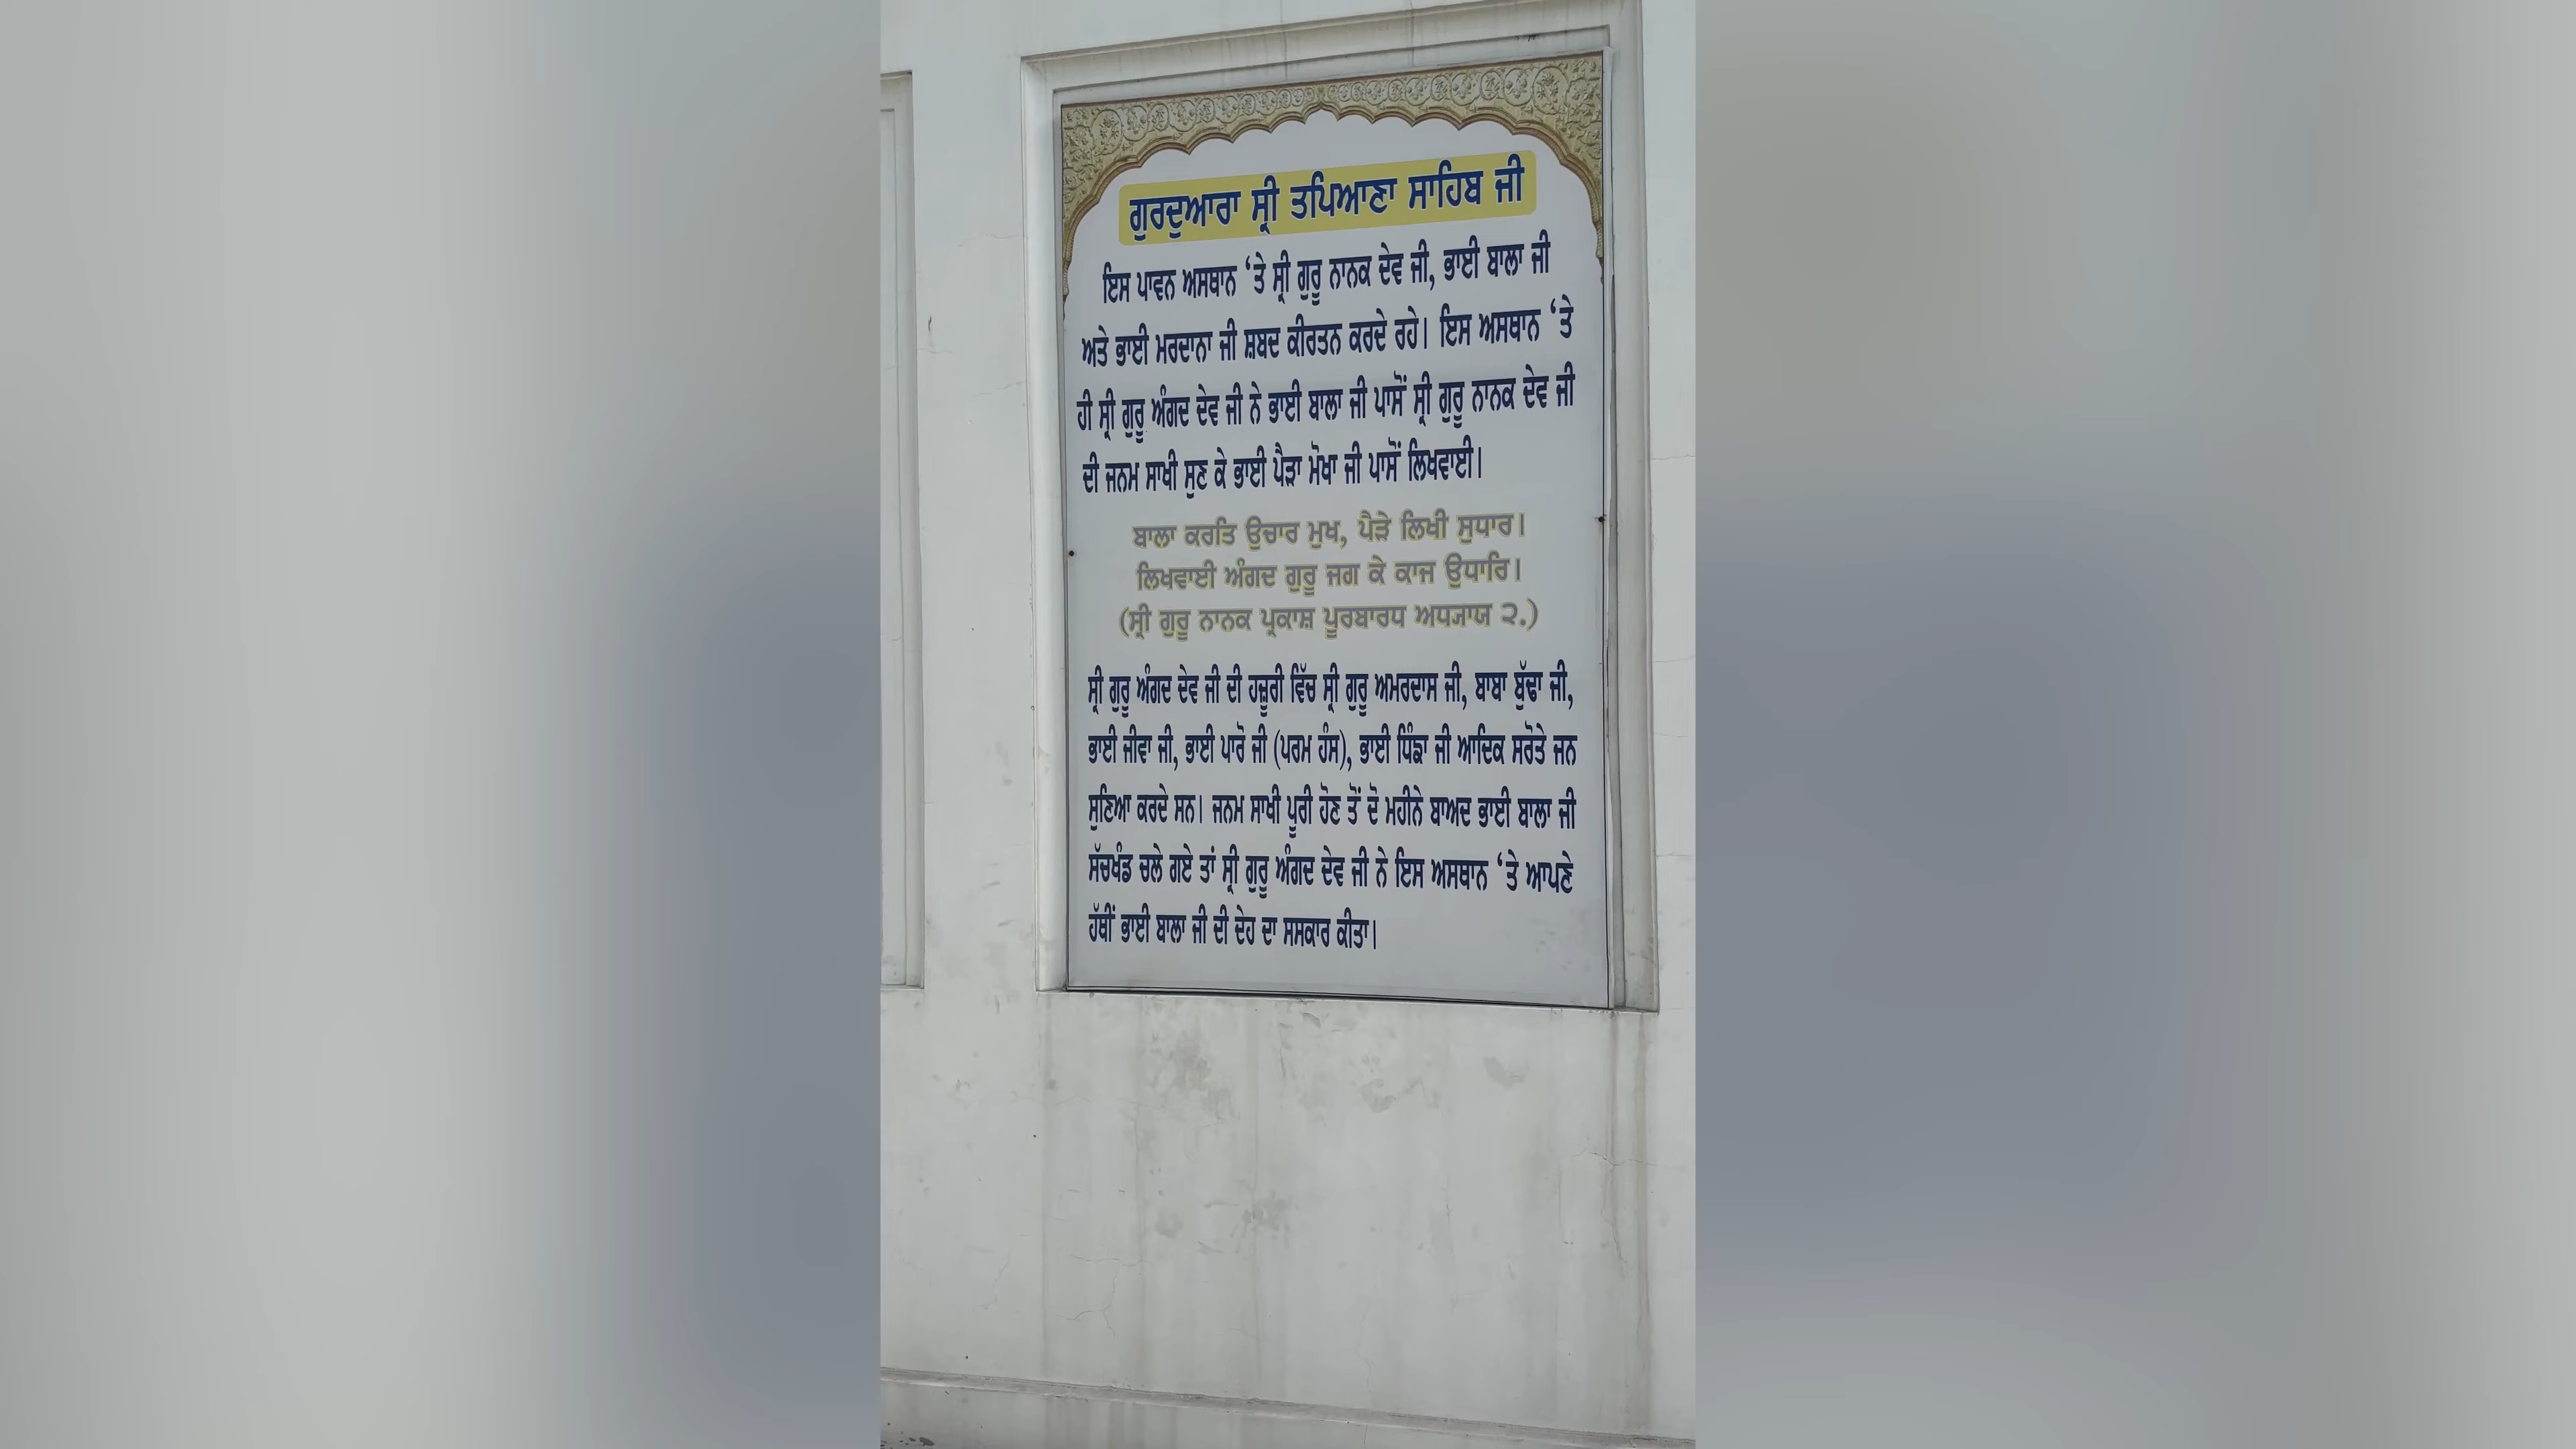 ਗੁਰਦੁਆਰਾ ਸ੍ਰੀ ਤਪਿਆਣਾ ਸਾਹਿਬ ਜੀ
ਇਸ ਪਾਵਨ ਅਸਥਾਨ ‘ਤੇ ਸ੍ਰੀ ਗੁਰੂ ਨਾਨਕ ਦੇਵ ਜੀ, ਭਾਈ ਬਾਲਾ ਜੀ
ਅਤੇ ਭਾਈ ਮਰਦਾਨਾ ਜੀ ਸ਼ਬਦ ਕੀਰਤਨ ਕਰਦੇ ਰਹੇ। ਇਸ ਅਸਥਾਨ ‘ਤੇ
ਹੀ ਸ੍ਰੀ ਗੁਰੂ ਅੰਗਦ ਦੇਵ ਜੀ ਨੇ ਭਾਈ ਬਾਲਾ ਜੀ ਪਾਸੋਂ ਸ੍ਰੀ ਗੁਰੂ ਨਾਨਕ ਦੇਵ ਜੀ
ਦੀ ਜਨਮ ਸਾਖੀ ਸੁਣ ਕੇ ਭਾਈ ਪੈੜਾ ਮੋਖਾ ਜੀ ਪਾਸੋਂ ਲਿਖਵਾਈ।
ਬਾਲਾ ਕਰਤਿ ਉਚਾਰ ਮੁਖ, ਪੈੜੇ ਲਿਖੀ ਸੁਧਾਰ।
ਲਿਖਵਾਈ ਅੰਗਦ ਗੁਰੂ ਜਗ ਕੇ ਕਾਜ ਉਧਾਰਿ।
(ਸ੍ਰੀ ਗੁਰੂ ਨਾਨਕ ਪ੍ਰਕਾਸ਼ ਪੂਰਬਾਰਧ ਅਧਯਾਯ ੨.)
ਸ੍ਰੀ ਗੁਰੂ ਅੰਗਦ ਦੇਵ ਜੀ ਦੀ ਹਜ਼ੂਰੀ ਵਿੱਚ ਸ੍ਰੀ ਗੁਰੂ ਅਮਰਦਾਸ ਜੀ, ਬਾਬਾ ਬੁੱਢਾ ਜੀ,
ਭਾਈ ਜੀਵਾ ਜੀ, ਭਾਈ ਪਾਰੋ ਜੀ (ਪਰਮ ਹੰਸ), ਭਾਈ ਧਿੰਙਾ ਜੀ ਆਦਿਕ ਸਰੋਤੇ ਜਨ
ਸੁਣਿਆ ਕਰਦੇ ਸਨ। ਜਨਮ ਸਾਖੀ ਪੂਰੀ ਹੋਣ ਤੋਂ ਦੋ ਮਹੀਨੇ ਬਾਅਦ ਭਾਈ ਬਾਲਾ ਜੀ
ਸੱਚਖੰਡ ਚਲੇ ਗਏ ਤਾਂ ਸ੍ਰੀ ਗੁਰੂ ਅੰਗਦ ਦੇਵ ਜੀ ਨੇ ਇਸ ਅਸਥਾਨ ‘ਤੇ ਆਪਣੇ
ਹੱਥੀਂ ਭਾਈ ਬਾਲਾ ਜੀ ਦੀ ਦੇਹ ਦਾ ਸਸਕਾਰ ਕੀਤਾ।